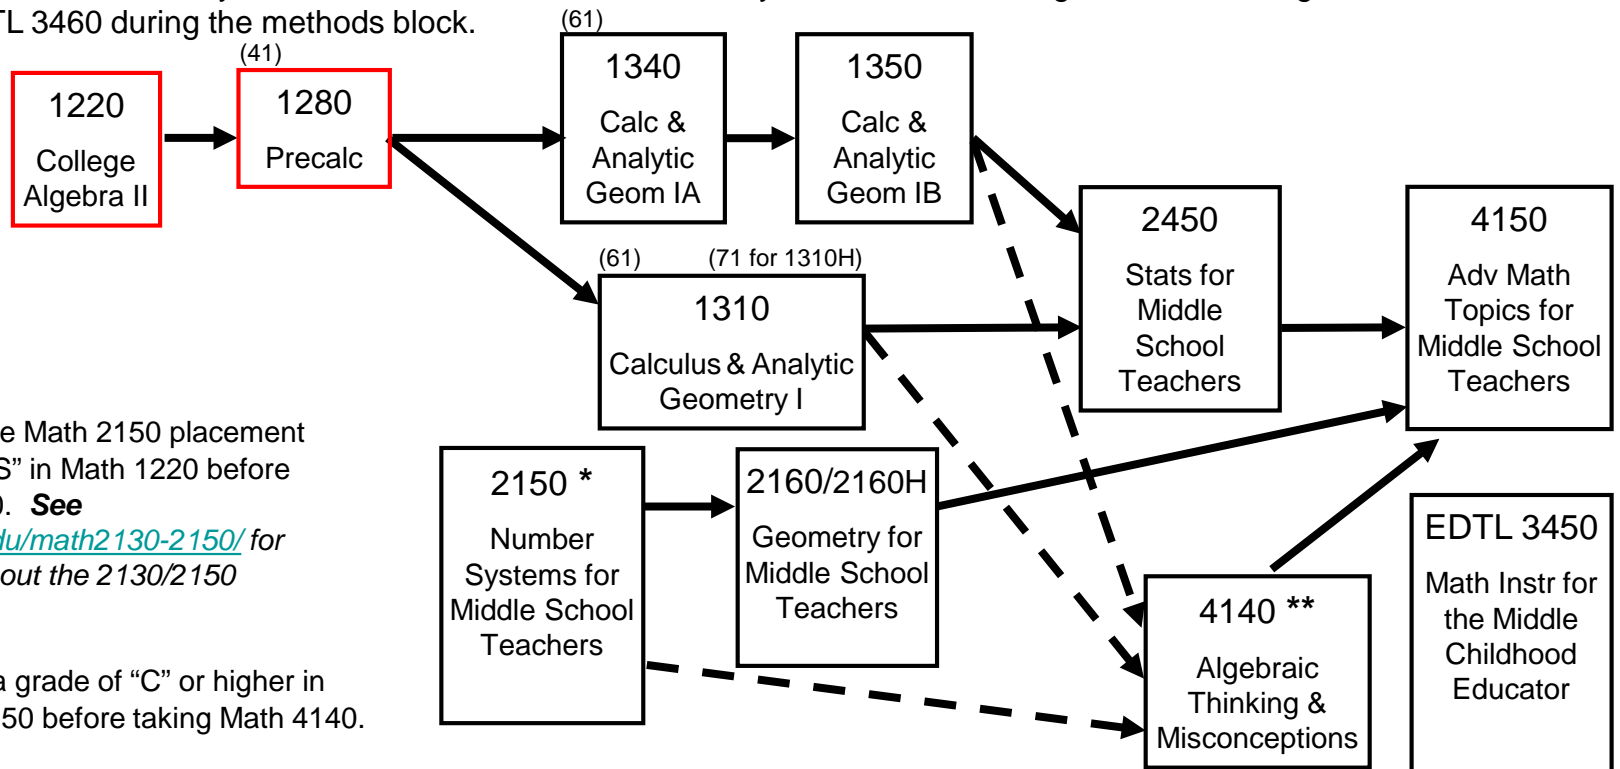 TL 3460 during the methods block.
(41)
(61)
1220
College
Algebra II
1280
Precalc
1340
Calc &
Analytic
Geom IA
1350
Calc &
Analytic
Geom IB
(61) (71 for 1310H)
1310
Calculus & Analytic
Geometry I
2450
Stats for
Middle
School
Teachers
4150
Adv Math
Topics for
Middle School
Teachers
e Math 2150 placement
S” in Math 1220 before
0. See
du/math2130-2150/ for
out the 2130/2150
a grade of “C” or higher in
50 before taking Math 4140.
2150 *
Number
Systems for
Middle School
Teachers
2160/2160H
Geometry for
Middle School
Teachers
4140 **
Algebraic
Thinking &
Misconceptions
EDTL 3450
Math Instr for
the Middle
Childhood
Educator